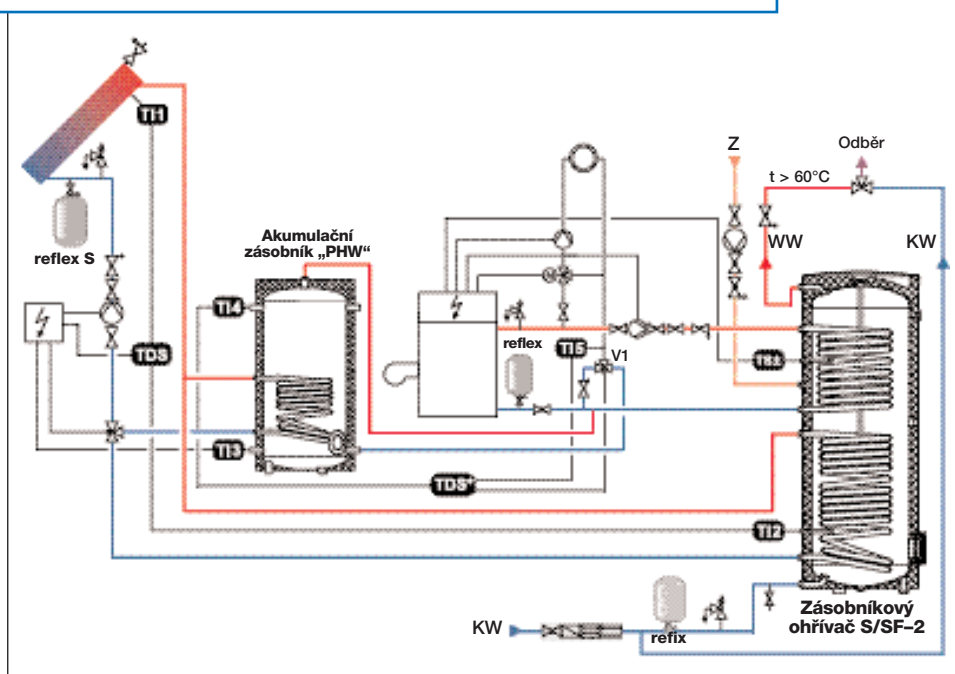 Z
Odběr
t > 60°C
TH
WW
KW
reflex S
Akumulační
zásobník „PHW“
TI4
reflex
TI5
V1
TDS
TI3
TDS
TI2
KW
refix
Zásobníkový
ohřívač S/SF–2